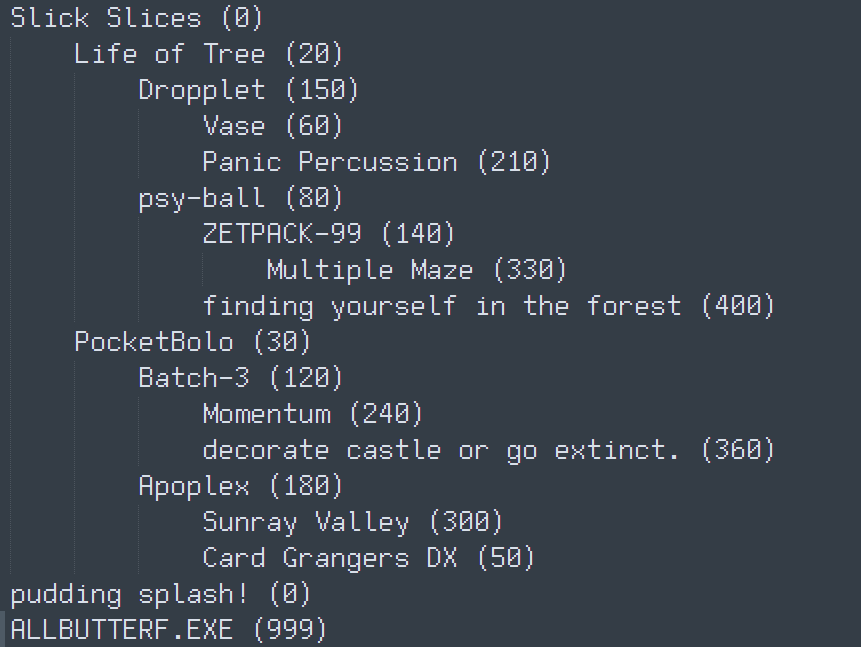 Slick Slices (0)
Life of Tree (20)
Dropplet (150)
Vase (60)
Panic Percussion (210)
psy-ball (80)
ZETPACK-99 (140)
Multiple Maze (330)
finding yourself in the forest (400)
PocketBolo (30)
Batch-3 (120)
Momentum (240)
decorate castle or go extinct. (360)
Apoplex (180)
Sunray Valley (300)
Card Grangers DX (50)
pudding splash! (0)
ALLBUTTERF.EXE (999)